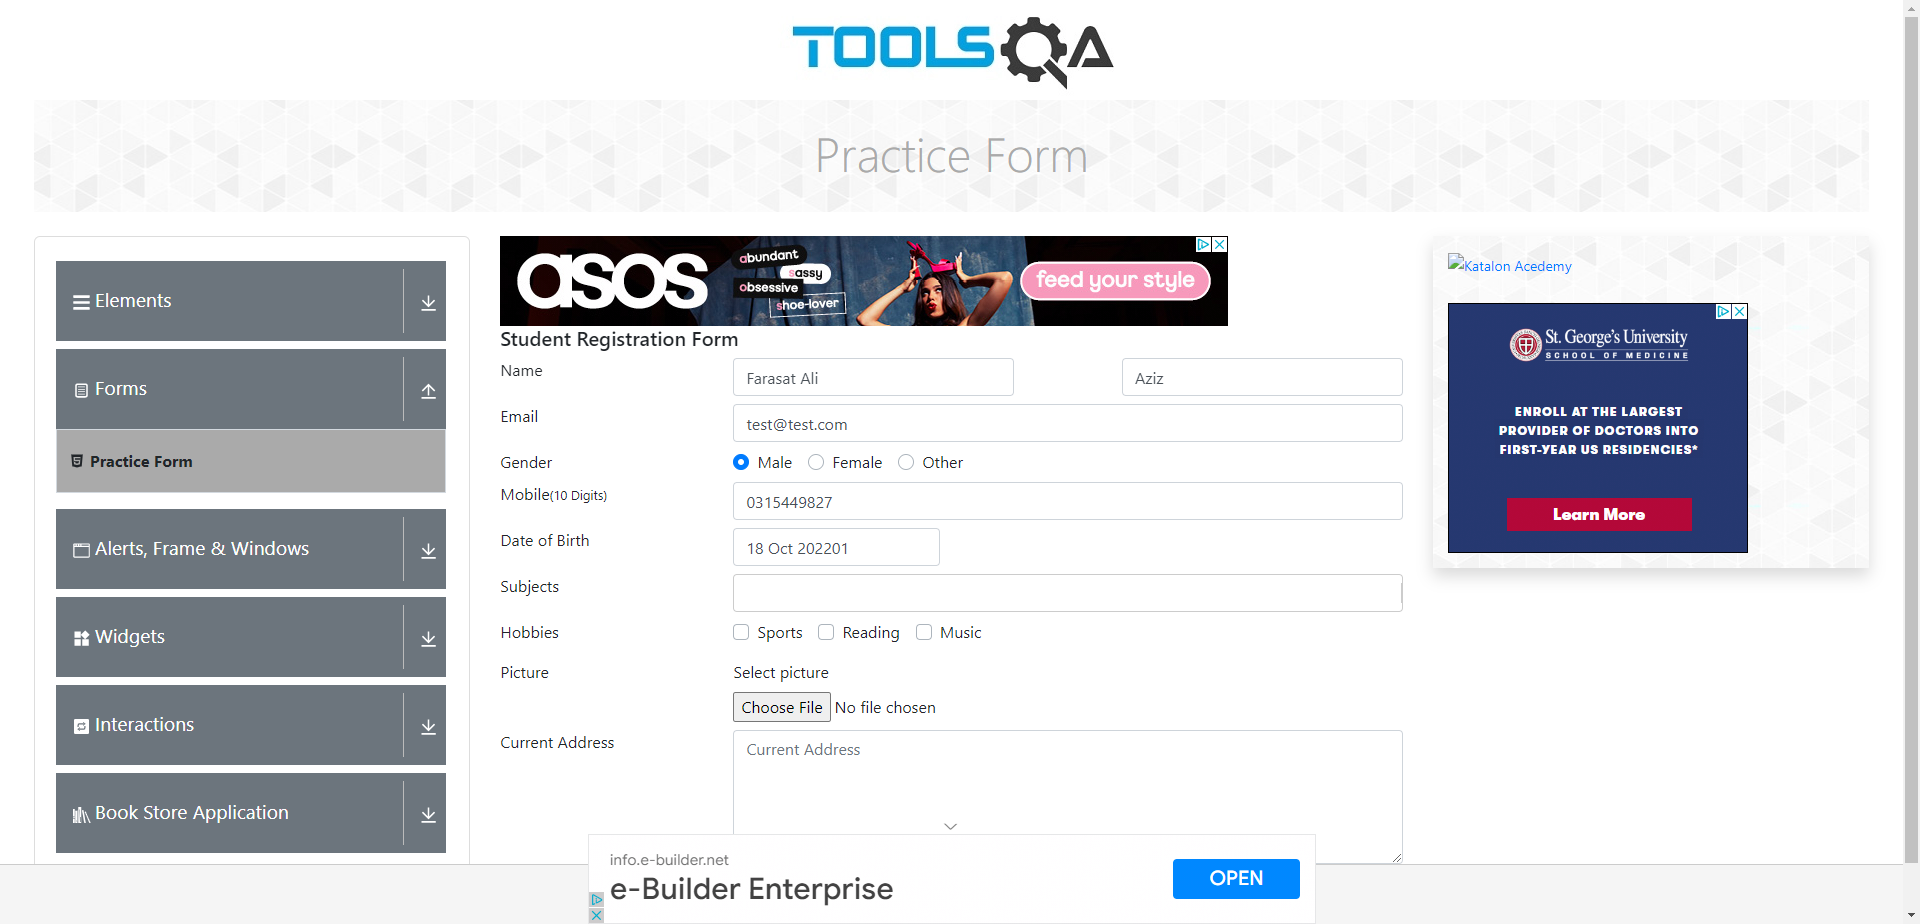 TOOLSQA
Practice Form
Elements
Forms
Practice Form
Alerts, Frame & Windows
Widgets
Interactions
Book Store Application
asos
abundant
sassy
obsessive
shoe-lover
feed your style
Student Registration Form
Name
Farasat Ali
Aziz
Email
test@test.com
Gender
Male
Female
Other
Mobile(10 Digits)
0315449827
Date of Birth
18 Oct 202201
Subjects
Hobbies
Sports
Reading
Music
Picture
Select picture
Choose File No file chosen
Current Address
Current Address
Katalon Acedemy
St. George's University
SCHOOL OF MEDICINE
ENROLL AT THE LARGEST
PROVIDER OF DOCTORS INTO
FIRST-YEAR US RESIDENCIES*
Learn More
info.e-builder.net
e-Builder Enterprise
OPEN